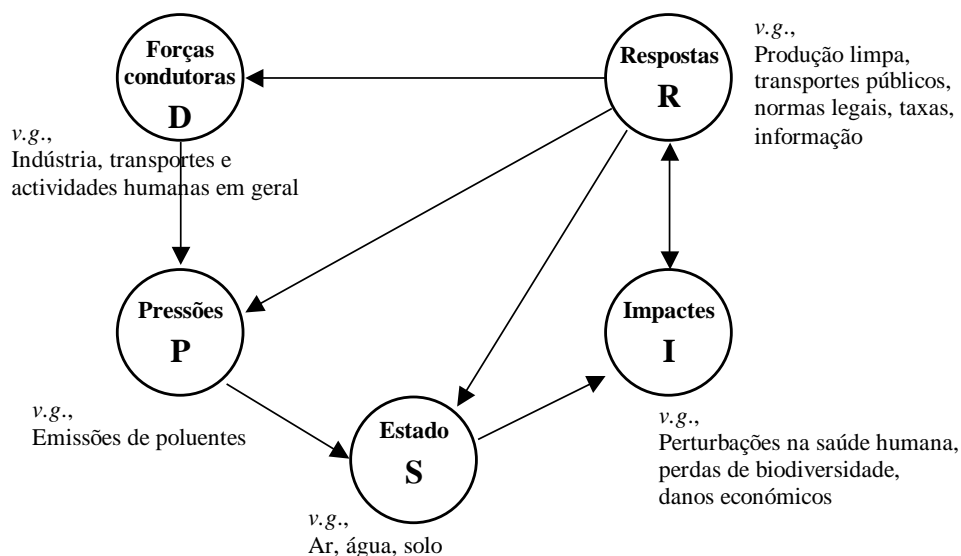 Forças
condutoras
D
v.g.,
Indústria, transportes e
actividades humanas em geral
Respostas
R
v.g.,
Produção limpa,
transportes públicos,
normas legais, taxas,
informação
Pressões
P
v.g.,
Emissões de poluentes
Estado
S
v.g.,
Ar, água, solo
Impactes
I
v.g.,
Perturbações na saúde humana,
perdas de biodiversidade,
danos económicos